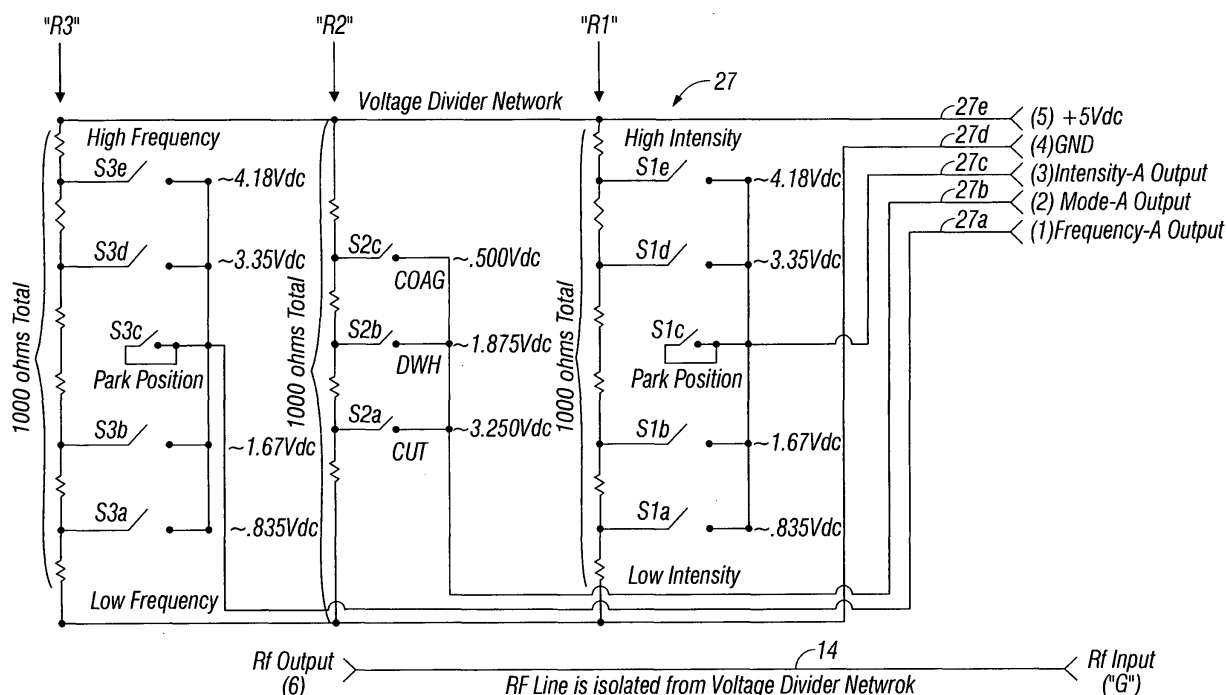 "R3"
"R2"
"R1"
27
Voltage Divider Network
27e
(5) +5Vdc
27d
(4)GND
27c
(3)Intensity-A Output
27b
(2) Mode-A Output
27a
(1)Frequency-A Output
High Frequency
S3e
~4.18Vdc
S3d
~3.35Vdc
S3c
Park Position
S3b
~1.67Vdc
S3a
~.835Vdc
Low Frequency
1000 ohms Total
S2c
~.500Vdc
COAG
S2b
~1.875Vdc
DWH
S2a
~3.250Vdc
CUT
1000 ohms Total
High Intensity
S1e
~4.18Vdc
S1d
~3.35Vdc
S1c
Park Position
S1b
~1.67Vdc
S1a
~.835Vdc
Low Intensity
1000 ohms Total
Rf Output
(6)
14
RF Line is isolated from Voltage Divider Netwrok
Rf Input
("G")